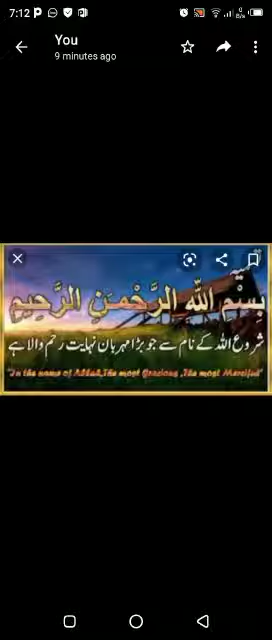 7:12
0
B/s
You
9 minutes ago
بِسْمِ اللّٰهِ الرَّحْمٰنِ الرَّحِيْمِ
شروع اللہ کے نام سے جو بڑا مہربان نہایت رحم والا ہے
"In the name of Allah,The most Gracious ,The most Merciful"